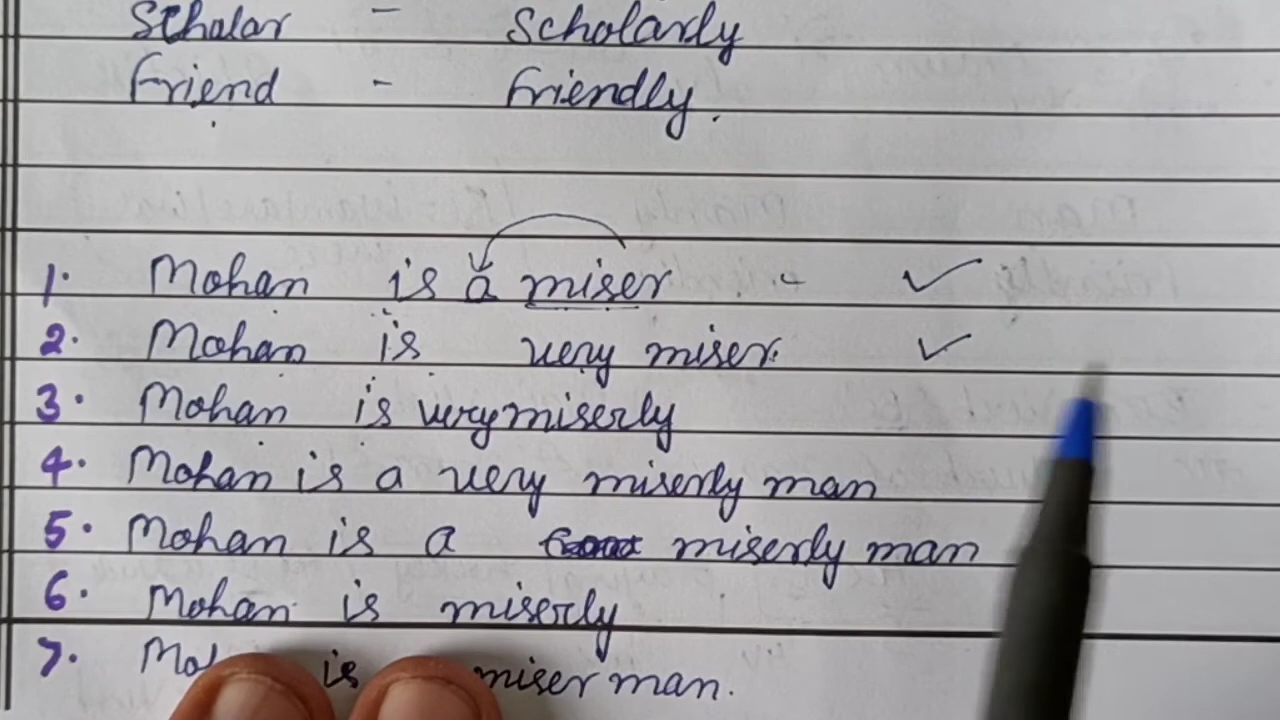 Scholar - Scholarly
Friend - Friendly.
1. Mohan is a miser
2. Mohan is very miser.
3. Mohan is very miserly
4. Mohan is a very miserly man
5. Mohan is a miserly man
6. Mohan is miserly
7. is miser man.